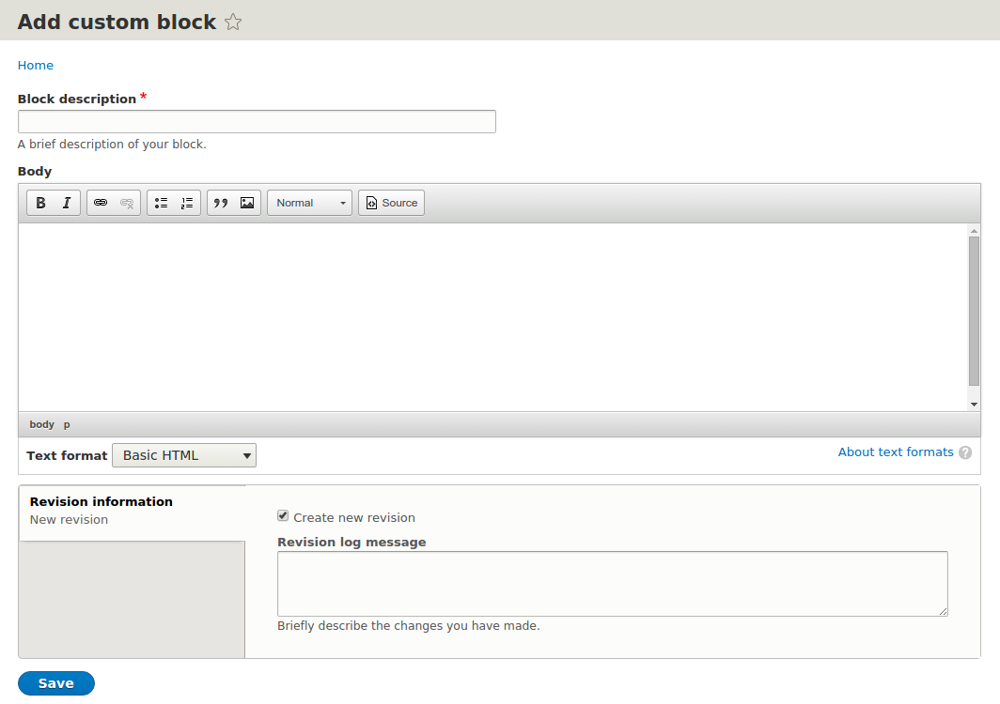 Add custom block
Home
Block description *
A brief description of your block.
Body
B I Normal Source
body p
Text format Basic HTML
About text formats ?
Revision information
New revision
Create new revision
Revision log message
Briefly describe the changes you have made.
Save